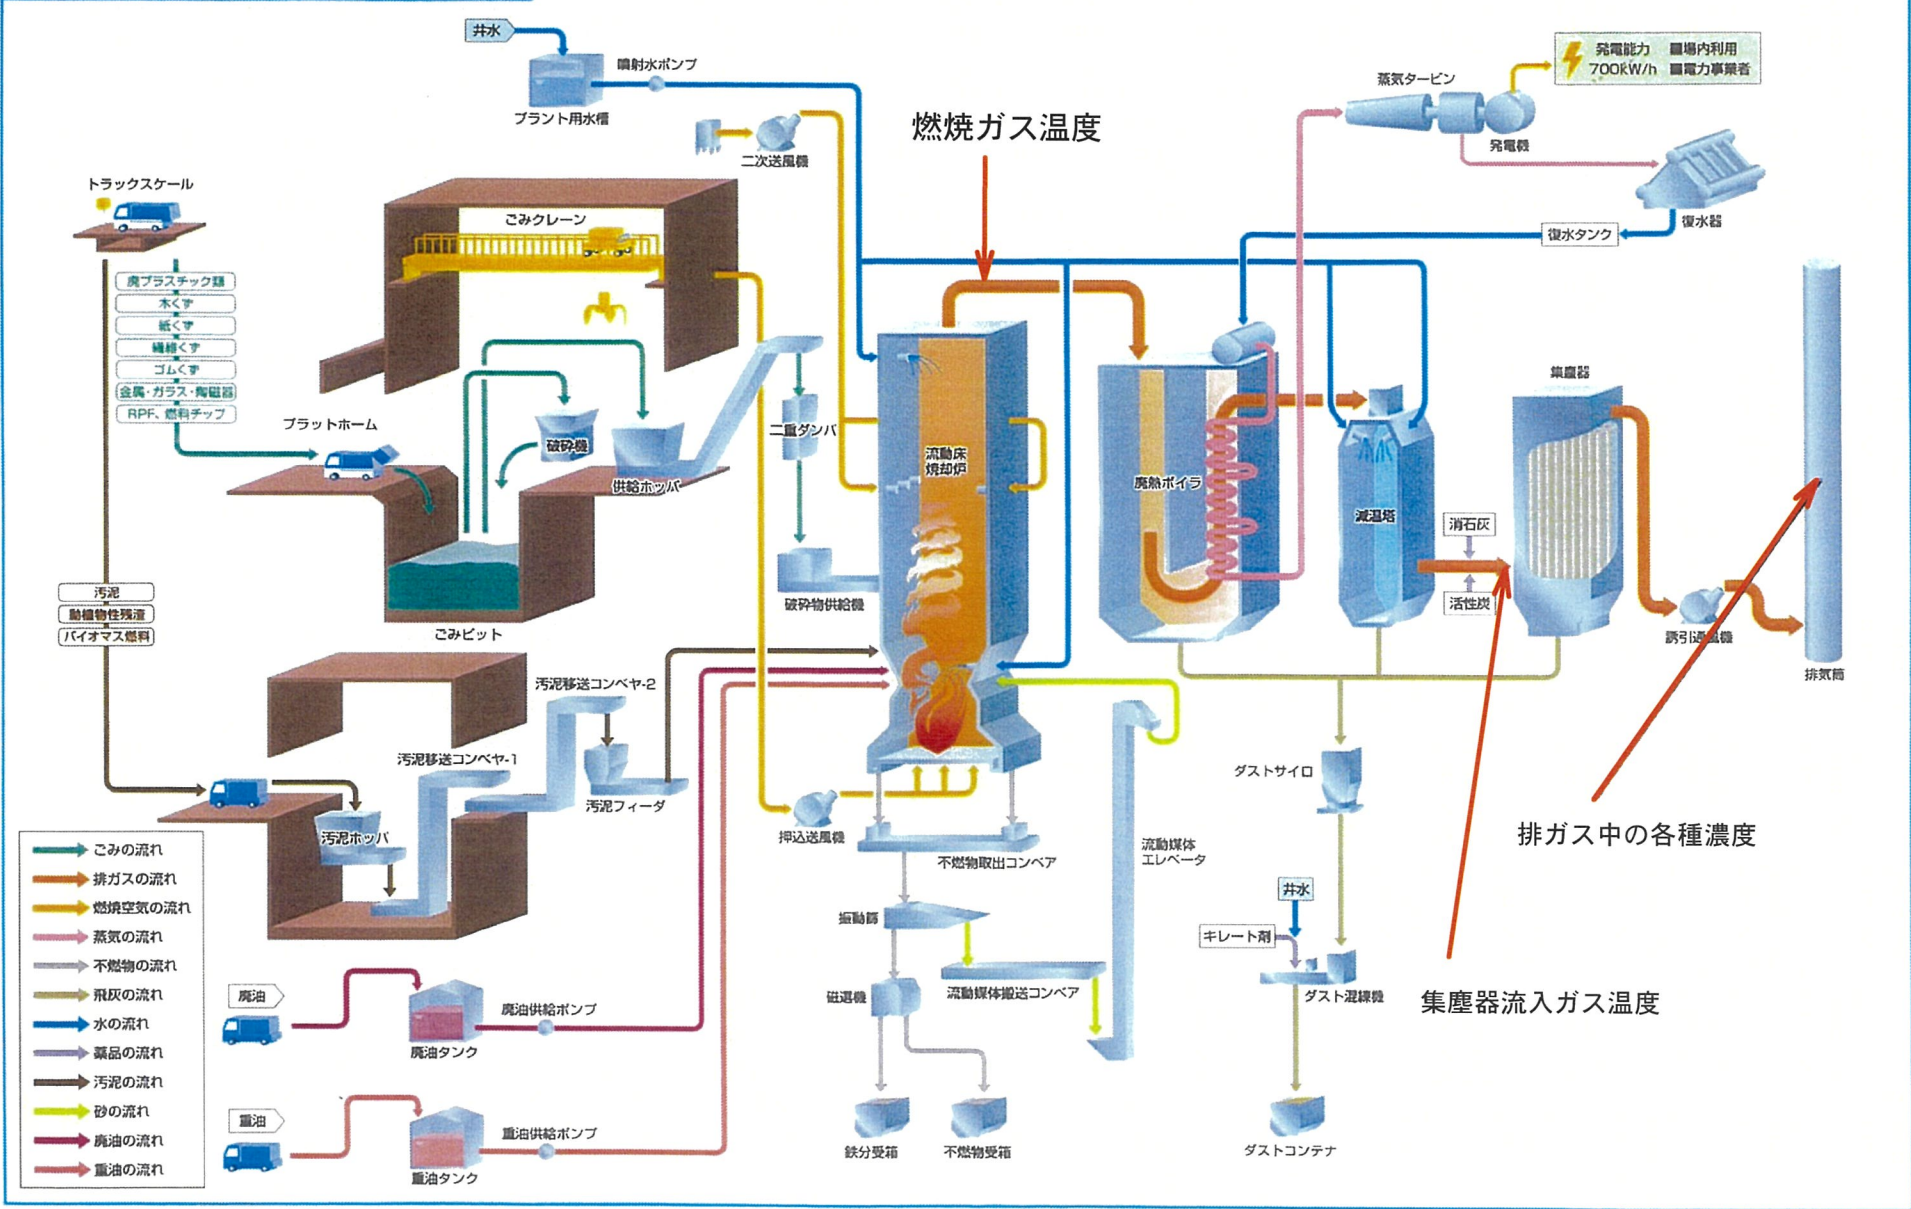 井水
噴射水ポンプ
プラント用水槽
二次送風機
燃焼ガス温度
蒸気タービン
発電機
発電能力 ■場内利用
700kW/h ■電力事業者
復水器
復水タンク
トラックスケール
廃プラスチック類
木くず
紙くず
繊維くず
ゴムくず
金属・ガラス・陶磁器
RPF、燃料チップ
ごみクレーン
プラットホーム
破砕機
供給ホッパ
二重ダンパ
破砕物供給機
ごみピット
流動床
焼却炉
廃熱ボイラ
減温塔
消石灰
活性炭
集塵器
誘引通風機
排気筒
汚泥
動植物性残渣
バイオマス燃料
汚泥移送コンベヤ-2
汚泥移送コンベヤ-1
汚泥フィーダ
汚泥ホッパ
押込送風機
不燃物取出コンベア
流動媒体
エレベータ
振動篩
磁選機
流動媒体搬送コンベア
鉄分受箱
不燃物受箱
ダストサイロ
井水
キレート剤
ダスト混練機
ダストコンテナ
排ガス中の各種濃度
集塵器流入ガス温度
廃油
廃油タンク
廃油供給ポンプ
重油
重油タンク
重油供給ポンプ
ごみの流れ
排ガスの流れ
燃焼空気の流れ
蒸気の流れ
不燃物の流れ
飛灰の流れ
水の流れ
薬品の流れ
汚泥の流れ
砂の流れ
廃油の流れ
重油の流れ